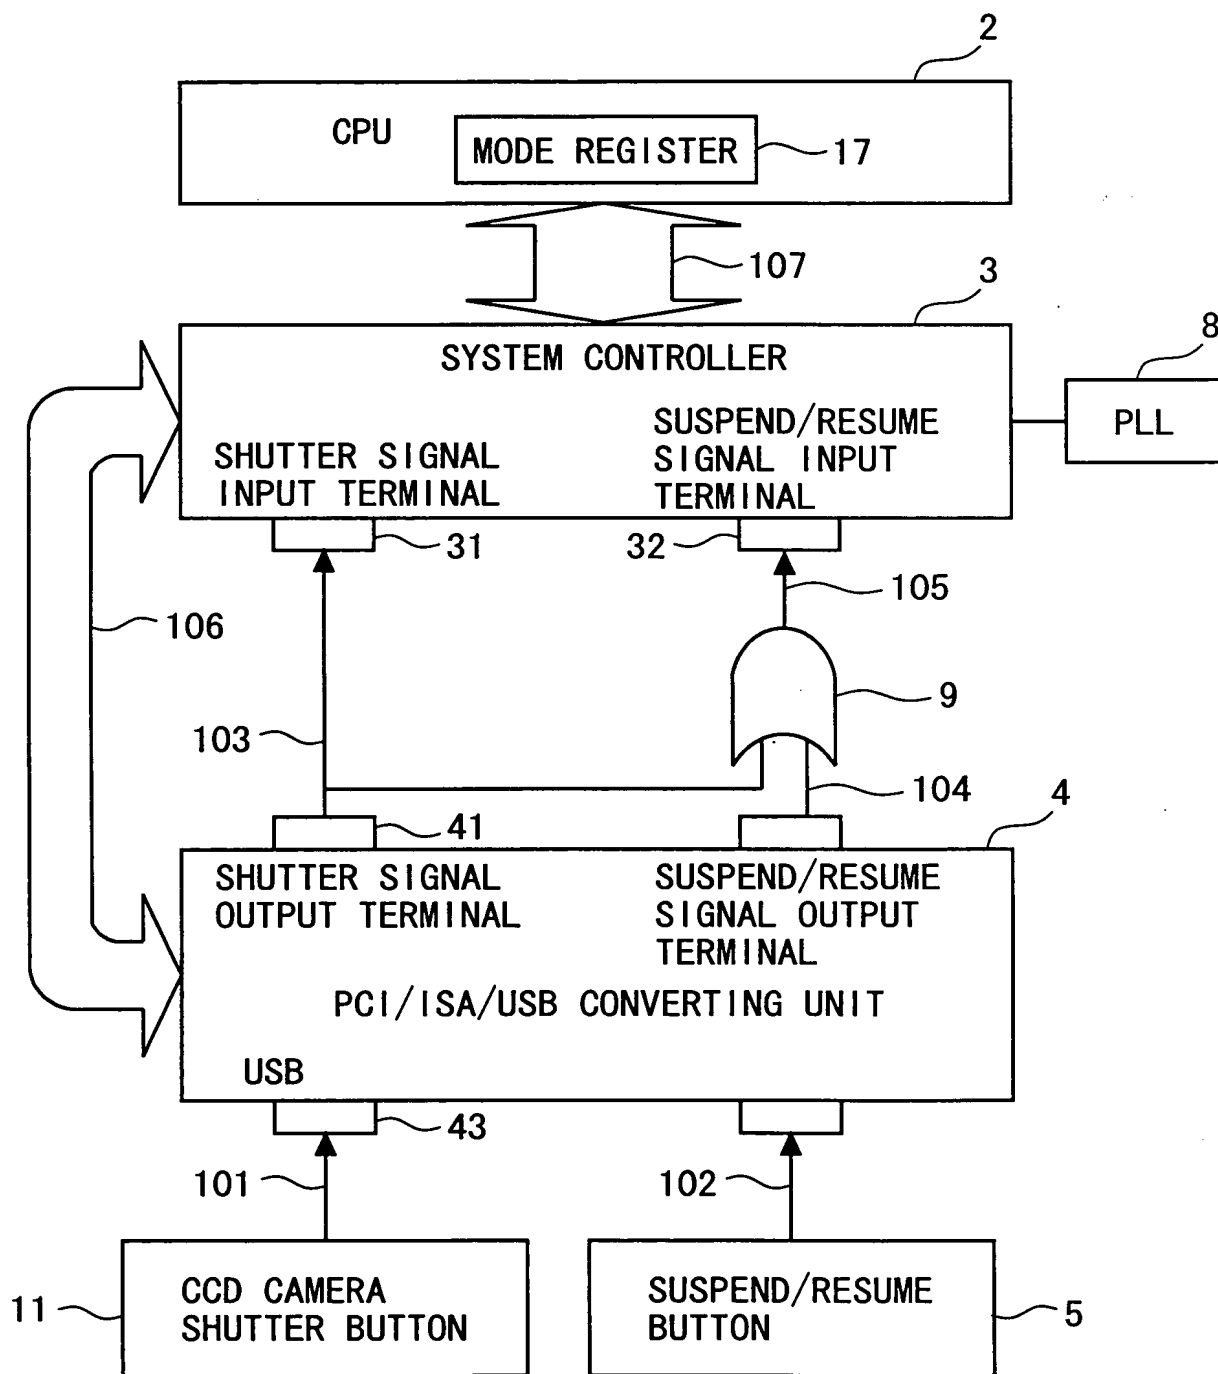 2
CPU
MODE REGISTER
17
107
3
SYSTEM CONTROLLER
8
PLL
SHUTTER SIGNAL
INPUT TERMINAL
SUSPEND/RESUME
SIGNAL INPUT
TERMINAL
31
32
105
106
9
103
104
4
41
SHUTTER SIGNAL
OUTPUT TERMINAL
SUSPEND/RESUME
SIGNAL OUTPUT
TERMINAL
PCI/ISA/USB CONVERTING UNIT
USB
43
101
102
11
CCD CAMERA
SHUTTER BUTTON
SUSPEND/RESUME
BUTTON
5